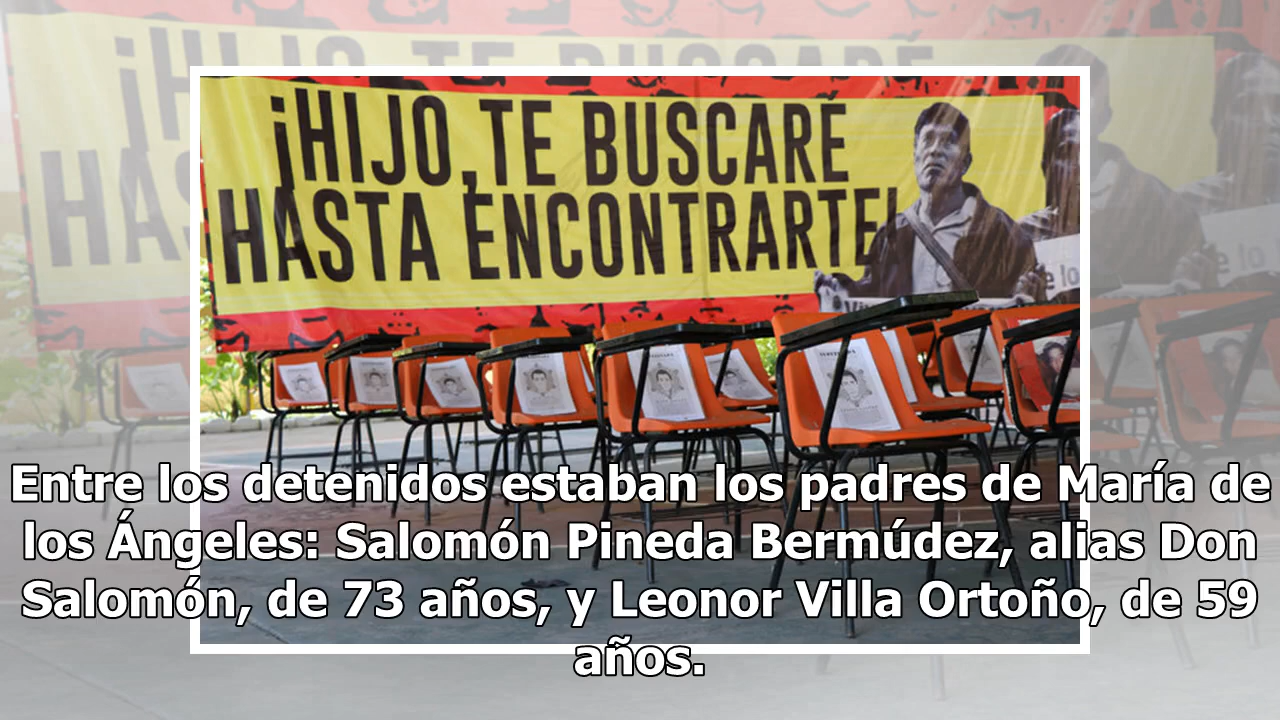 ¡HIJO, TE BUSCARÉ
HASTA ENCONTRARTE!
Entre los detenidos estaban los padres de María de
los Ángeles: Salomón Pineda Bermúdez, alias Don
Salomón, de 73 años, y Leonor Villa Ortoño, de 59
años.